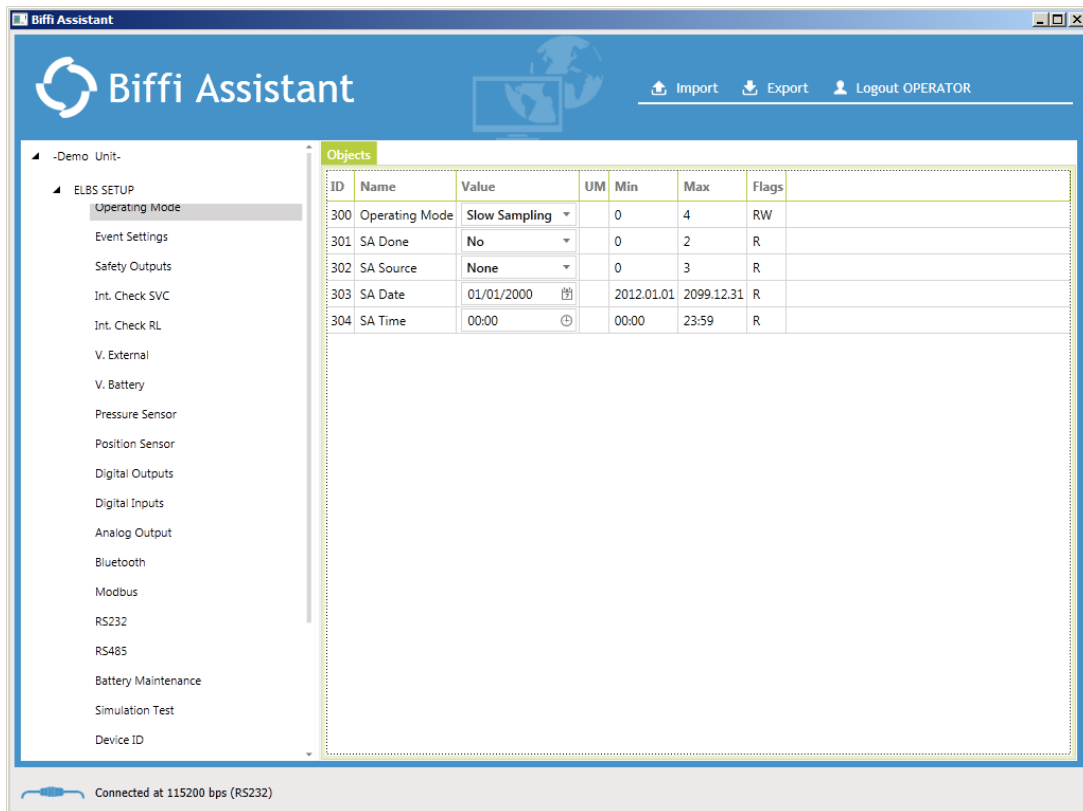 Biffi Assistant
Biffi Assistant
Import Export Logout OPERATOR
-Demo Unit-
ELBS SETUP
Operating Mode
Event Settings
Safety Outputs
Int. Check SVC
Int. Check RL
V. External
V. Battery
Pressure Sensor
Position Sensor
Digital Outputs
Digital Inputs
Analog Output
Bluetooth
Modbus
RS232
RS485
Battery Maintenance
Simulation Test
Device ID
Objects
ID Name Value UM Min Max Flags
300 Operating Mode Slow Sampling 0 4 RW
301 SA Done No 0 2 R
302 SA Source None 0 3 R
303 SA Date 01/01/2000 2012.01.01 2099.12.31 R
304 SA Time 00:00 00:00 23:59 R
Connected at 115200 bps (RS232)